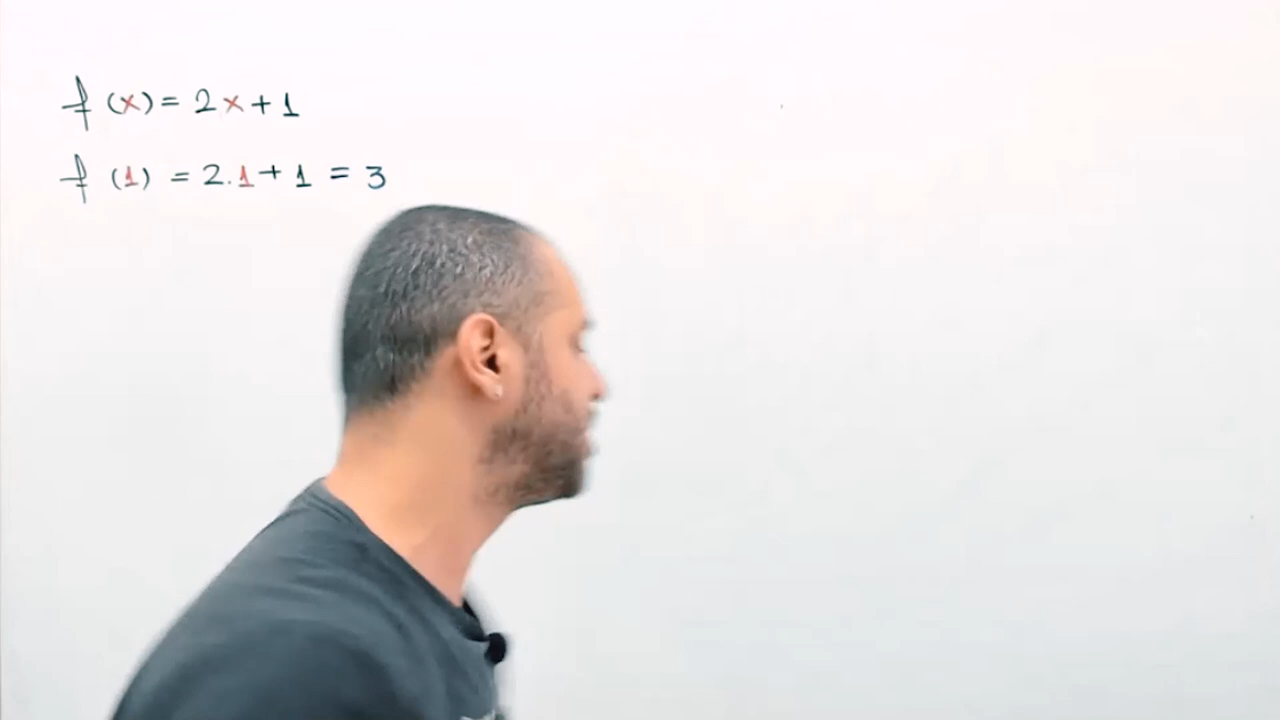 f(x) = 2x + 1
f(1) = 2.1 + 1 = 3